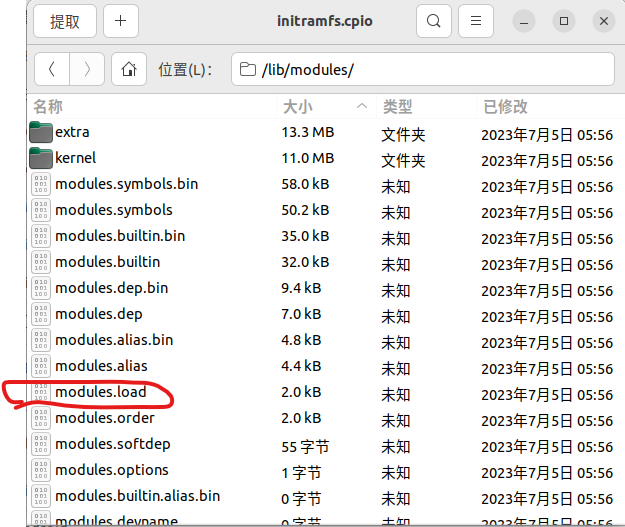 提取 + initramfs.cpio
位置(L)： /lib/modules/
名称 大小 类型 已修改
extra 13.3 MB 文件夹 2023年7月5日 05:56
kernel 11.0 MB 文件夹 2023年7月5日 05:56
modules.symbols.bin 58.0 kB 未知 2023年7月5日 05:56
modules.symbols 50.2 kB 未知 2023年7月5日 05:56
modules.builtin.bin 35.0 kB 未知 2023年7月5日 05:56
modules.builtin 32.0 kB 未知 2023年7月5日 05:56
modules.dep.bin 9.4 kB 未知 2023年7月5日 05:56
modules.dep 7.0 kB 未知 2023年7月5日 05:56
modules.alias.bin 4.8 kB 未知 2023年7月5日 05:56
modules.alias 4.4 kB 未知 2023年7月5日 05:56
modules.load 2.0 kB 未知 2023年7月5日 05:56
modules.order 2.0 kB 未知 2023年7月5日 05:56
modules.softdep 55 字节 未知 2023年7月5日 05:56
modules.options 1 字节 未知 2023年7月5日 05:56
modules.builtin.alias.bin 0 字节 未知 2023年7月5日 05:56
modules.devname 0 字节 未知 2023年7月5日 05:56